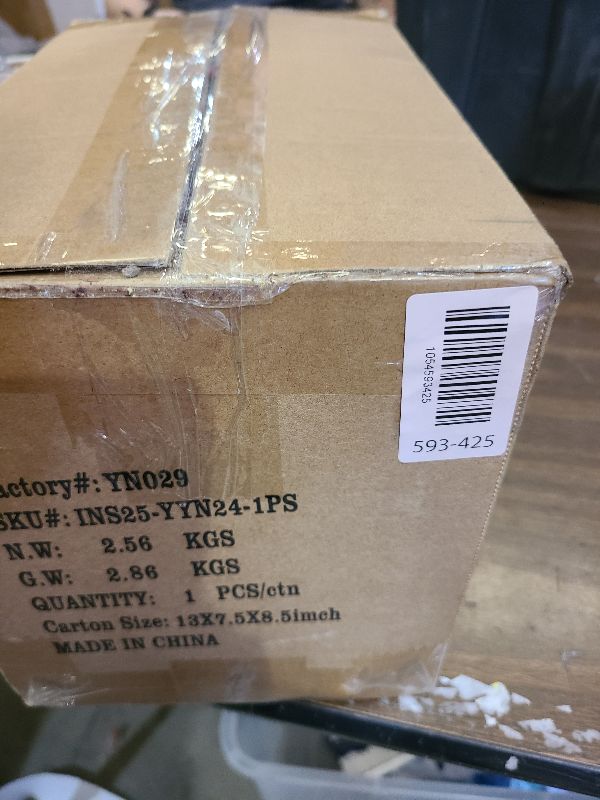 1054593425
593-425
actory#: YN029
SKU#: INS25-YYN24-1PS
N.W: 2.56 KGS
G.W: 2.86 KGS
QUANTITY: 1 PCS/ctn
Carton Size: 13X7.5X8.5imch
MADE IN CHINA